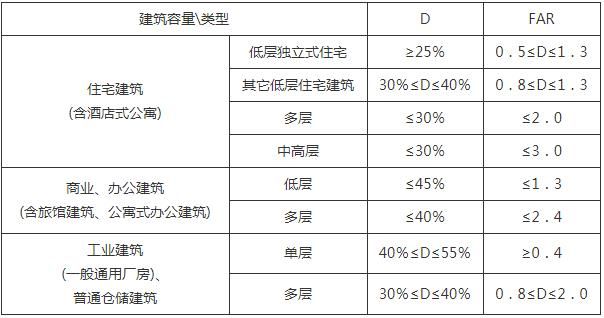 建筑容量\类型 D FAR
住宅建筑
(含酒店式公寓)
低层独立式住宅 ≥25% 0.5≤D≤1.3
其它低层住宅建筑 30%≤D≤40% 0.8≤D≤1.3
多层 ≤30% ≤2.0
中高层 ≤30% ≤3.0
商业、办公建筑
(含旅馆建筑、公寓式办公建筑)
低层 ≤45% ≤1.3
多层 ≤40% ≤2.4
工业建筑
(一般通用厂房)、
普通仓储建筑
单层 40%≤D≤55% ≥0.4
多层 30%≤D≤40% 0.8≤D≤2.0